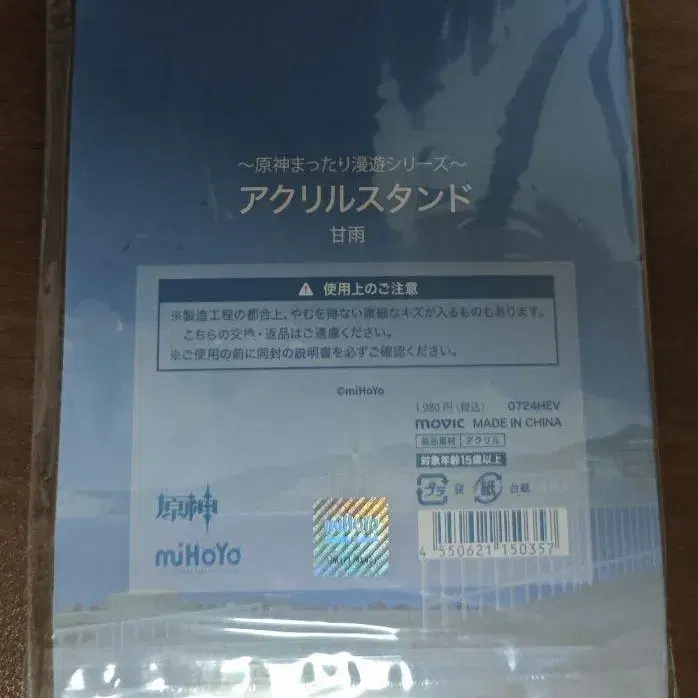 ～原神まったり漫遊シリーズ～
アクリルスタンド
甘雨
使用上のご注意
※製造工程の都合上、やむを得ない微細なキズが入るものもあります。
こちらの交換・返品はご遠慮ください。
※ご使用の前に同封の説明書を必ずご確認ください。
©miHoYo
1,980円（税込） 0724HEV
movic MADE IN CHINA
製品素材 アクリル
対象年齢15歳以上
プラ 袋 紙 台紙
原神
miHoYo
miHoYo
4 550621 150357